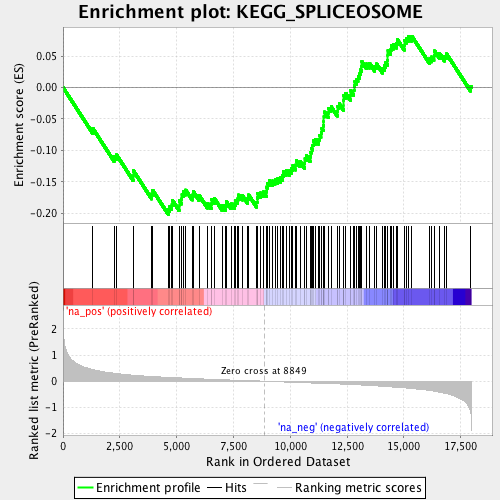 Enrichment plot: KEGG_SPLICEOSOME
Enrichment score (ES)
0.05
0.00
-0.05
-0.10
-0.15
-0.20
'na_pos' (positively correlated)
Ranked list metric (PreRanked)
2
1
0
-1
-2
Zero cross at 8849
'na_neg' (negatively correlated)
0
2,500
5,000
7,500
10,000
12,500
15,000
17,500
Rank in Ordered Dataset
Enrichment profile
Hits
Ranking metric scores